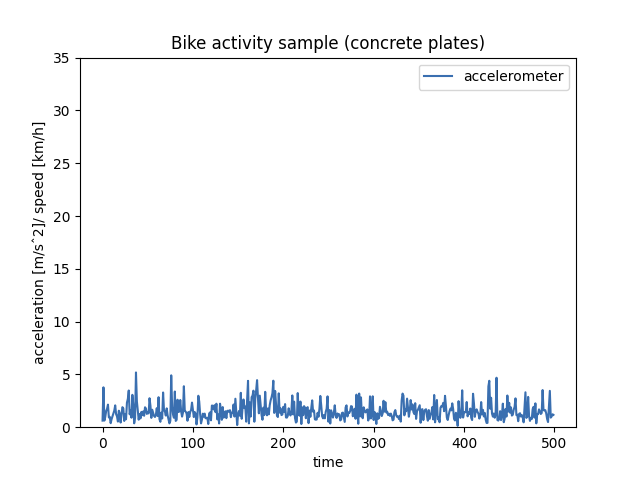 Bike activity sample (concrete plates)
accelerometer
acceleration [m/sˆ2]/ speed [km/h]
35
30
25
20
15
10
5
0
0 100 200 300 400 500
time